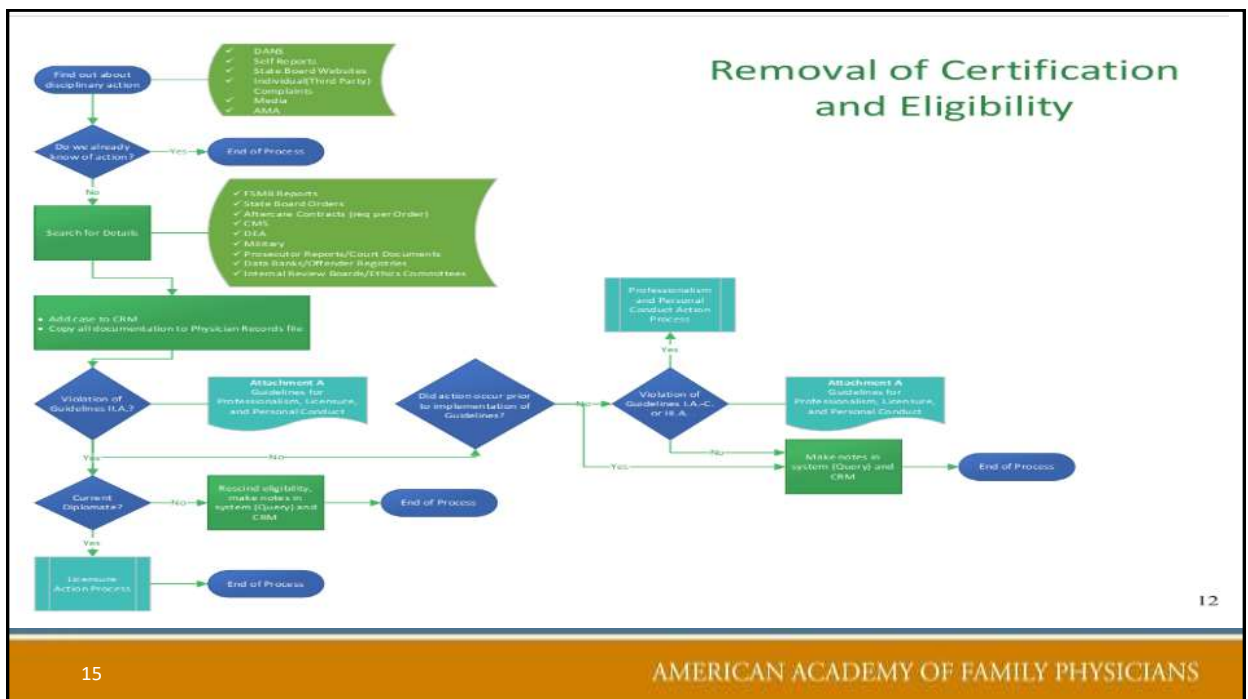 Removal of Certification
and Eligibility
Find out about
disciplinary action
✓ DANS
✓ Self Reports
✓ State Board Websites
✓ Individual(Third Party)
Complaints
✓ Media
✓ AMA
Do we already
know of action?
Yes
End of Process
No
Search for Details
✓ FSMB Reports
✓ State Board Orders
✓ Aftercare Contracts (req per Order)
✓ CMS
✓ DEA
✓ Military
✓ Prosecutor Reports/Court Documents
✓ Data Banks/Offender Registries
✓ Internal Review Boards/Ethics Committees
• Add case to CRM
• Copy all documentation to Physician Records file
Professionalism
and Personal
Conduct Action
Process
Yes
Violation of
Guidelines II.A.?
Attachment A
Guidelines for
Professionalism, Licensure,
and Personal Conduct
Did action occur prior
to implementation of
Guidelines?
No
Violation of
Guidelines I.A.-C.
or III.A.
Attachment A
Guidelines for
Professionalism, Licensure,
and Personal Conduct
Yes
No
No
Yes
Make notes in
system (Query) and
CRM
End of Process
Current
Diplomate?
No
Rescind eligibility,
make notes in
system (Query) and
CRM
End of Process
Yes
Licensure
Action Process
End of Process
12
15
AMERICAN ACADEMY OF FAMILY PHYSICIANS